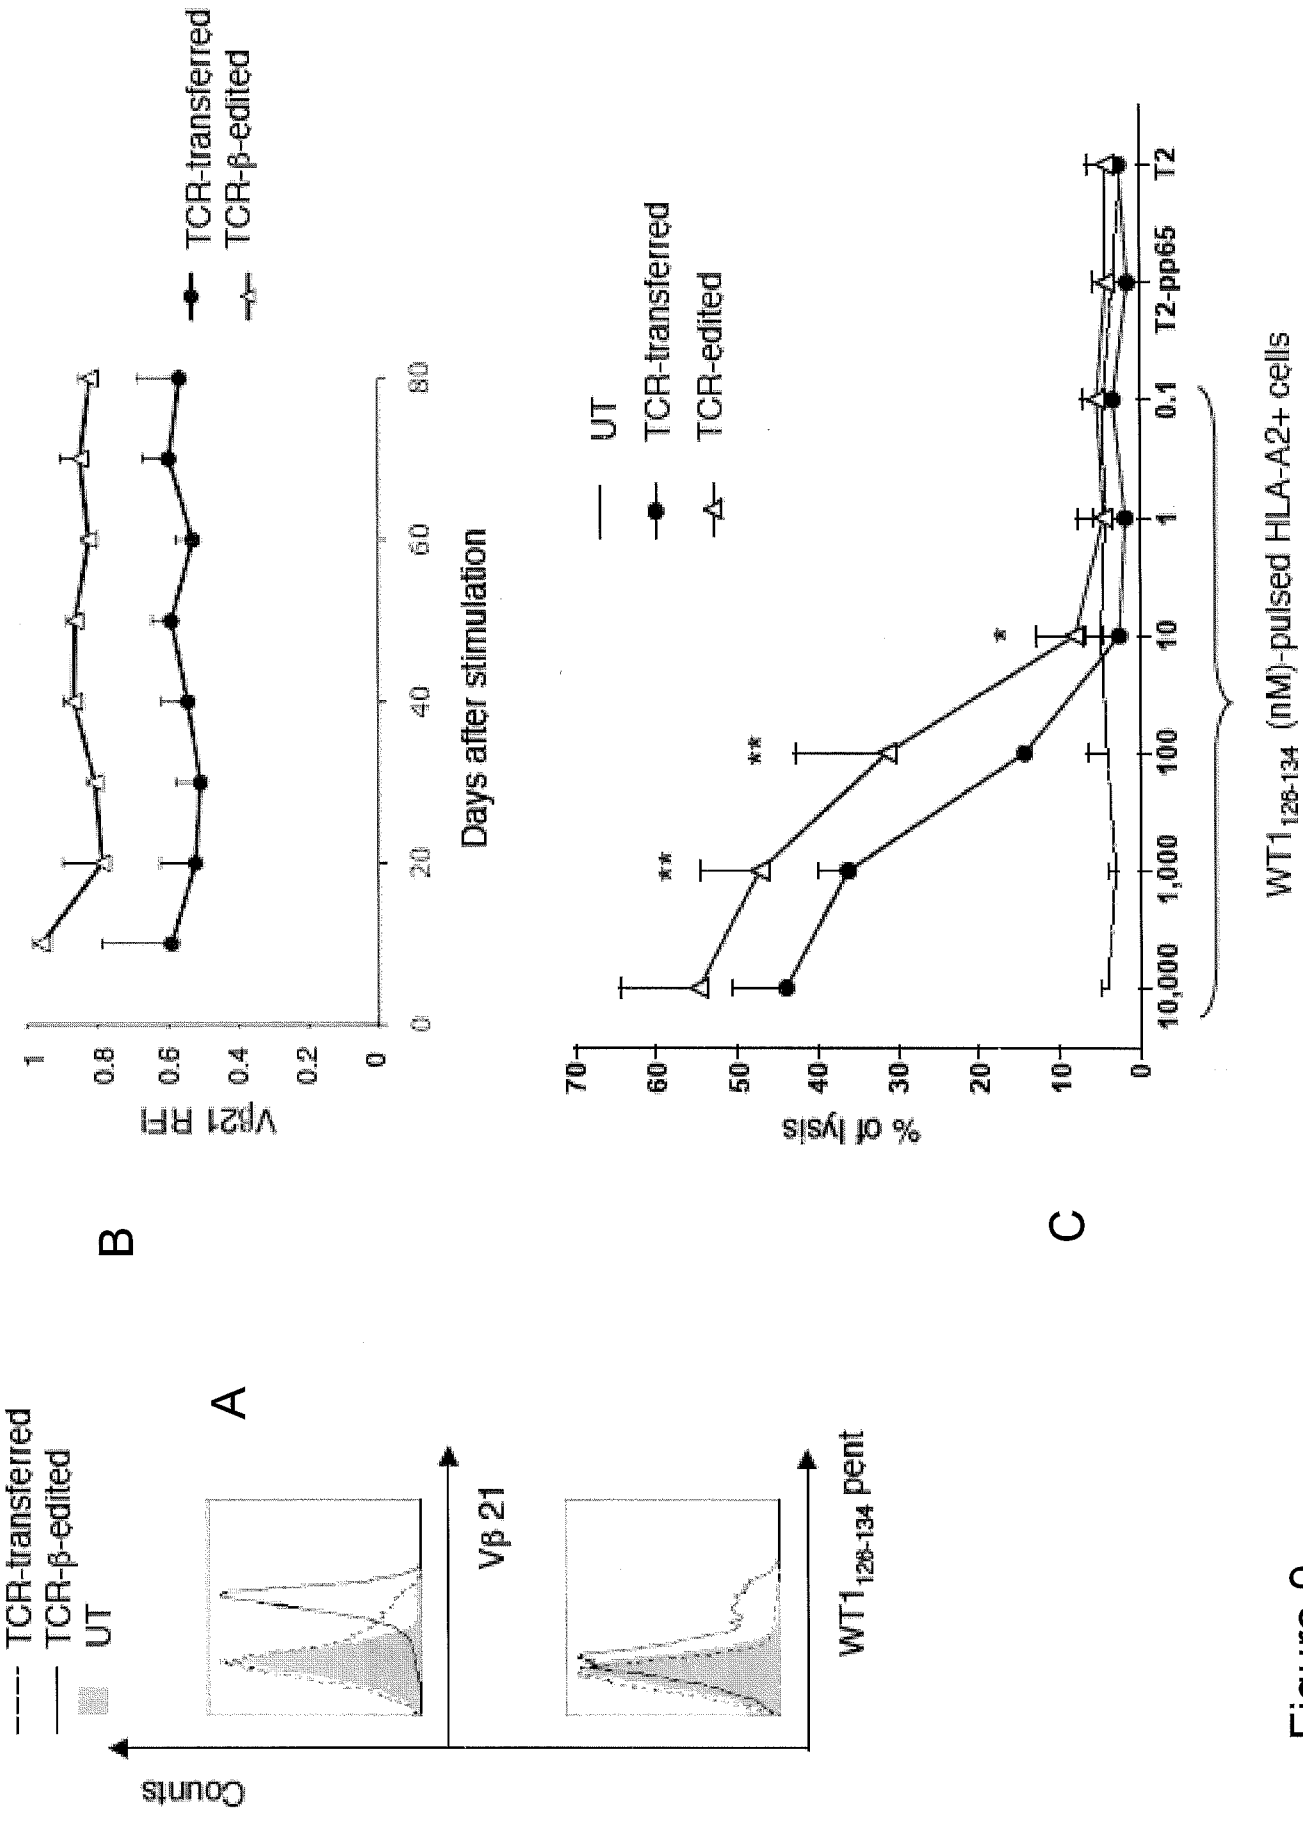 TCR-transferred
TCR-β-edited
UT
Counts
A
Vβ 21
WT1126-134 pent
B
Vβ21 RFI
1
0.8
0.6
0.4
0.2
0
0
20
40
60
80
Days after stimulation
TCR-transferred
TCR-β-edited
C
% of lysis
70
60
50
40
30
20
10
0
**
**
*
UT
TCR-transferred
TCR-edited
10,000
1,000
100
10
1
0.1
T2-pp65
T2
WT1126-134 (nM)-pulsed HLA-A2+ cells
Figure